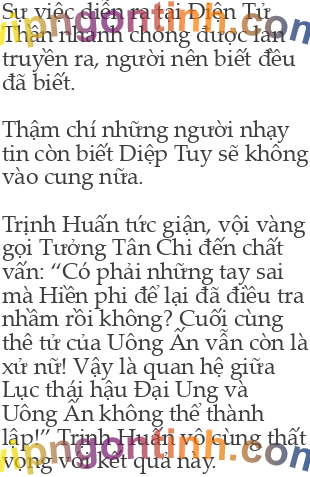 Sự việc diễn ra tại Điện Tử
Thần nhanh chóng được lan
truyền ra, người nên biết đều
đã biết.

Thậm chí những người nhạy
tin còn biết Diệp Tuy sẽ không
vào cung nữa.

Trịnh Huấn tức giận, vội vàng
gọi Tưởng Tân Chi đến chất
vấn: “Có phải những tay sai
mà Hiền phi để lại đã điều tra
nhầm rồi không? Cuối cùng
thê tử của Uông Ấn vẫn còn là
xử nữ! Vậy là quan hệ giữa
Lục thái hậu Đại Ung và
Uông Ấn không thể thành
lập!” Trịnh Huấn vô cùng thất
vọng với kết quả này.
vipngontinh.com
vipngontinh.com